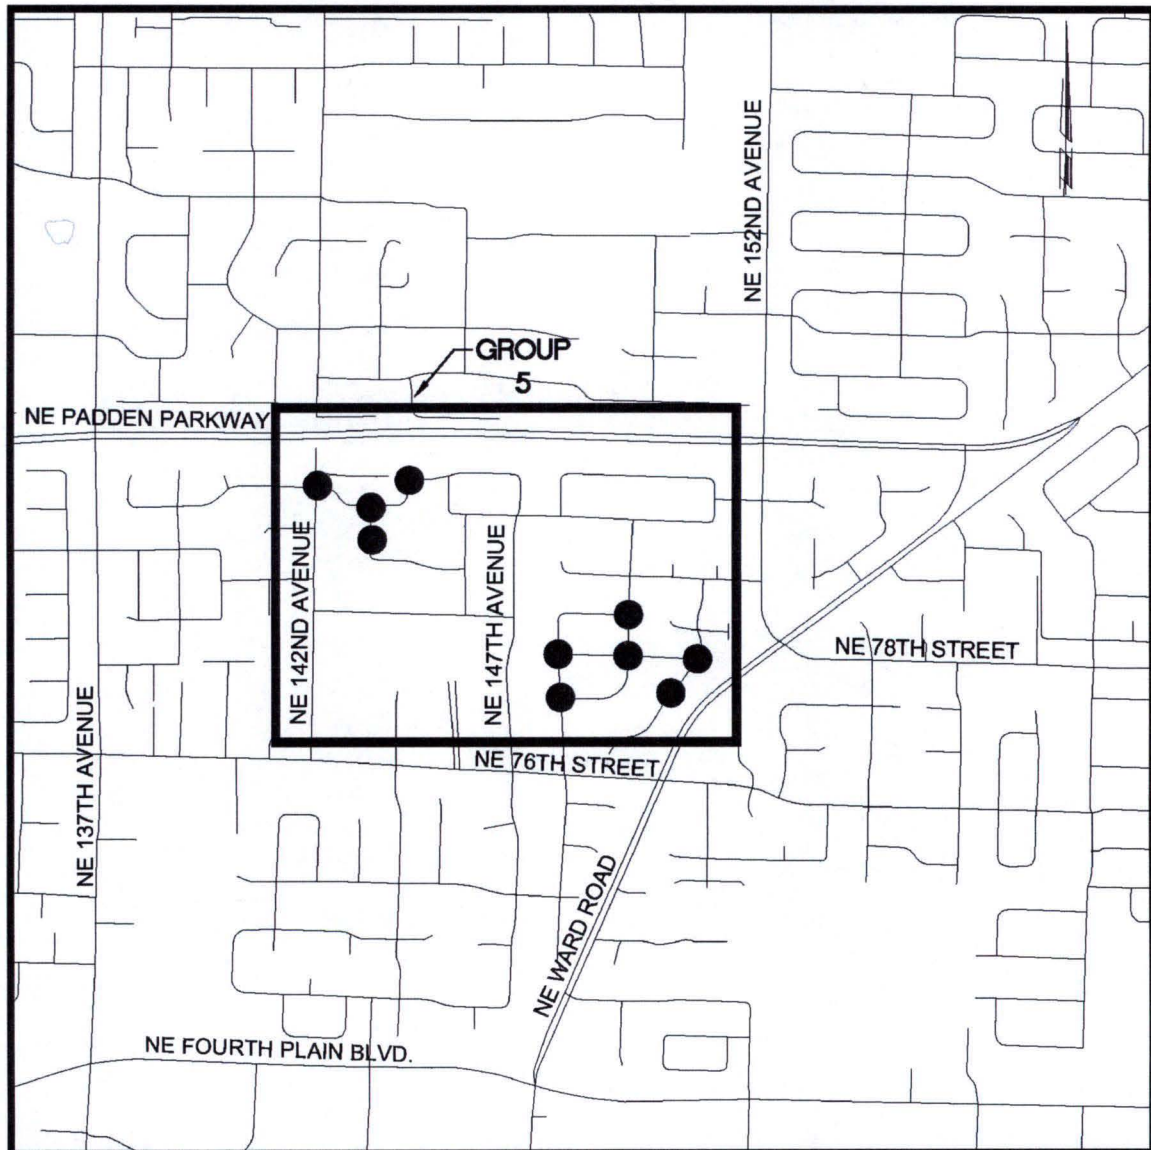 NE 152ND AVENUE
GROUP
5
NE PADDEN PARKWAY
NE 142ND AVENUE
NE 147TH AVENUE
NE 78TH STREET
NE 137TH AVENUE
NE 76TH STREET
NE WARD ROAD
NE FOURTH PLAIN BLVD.